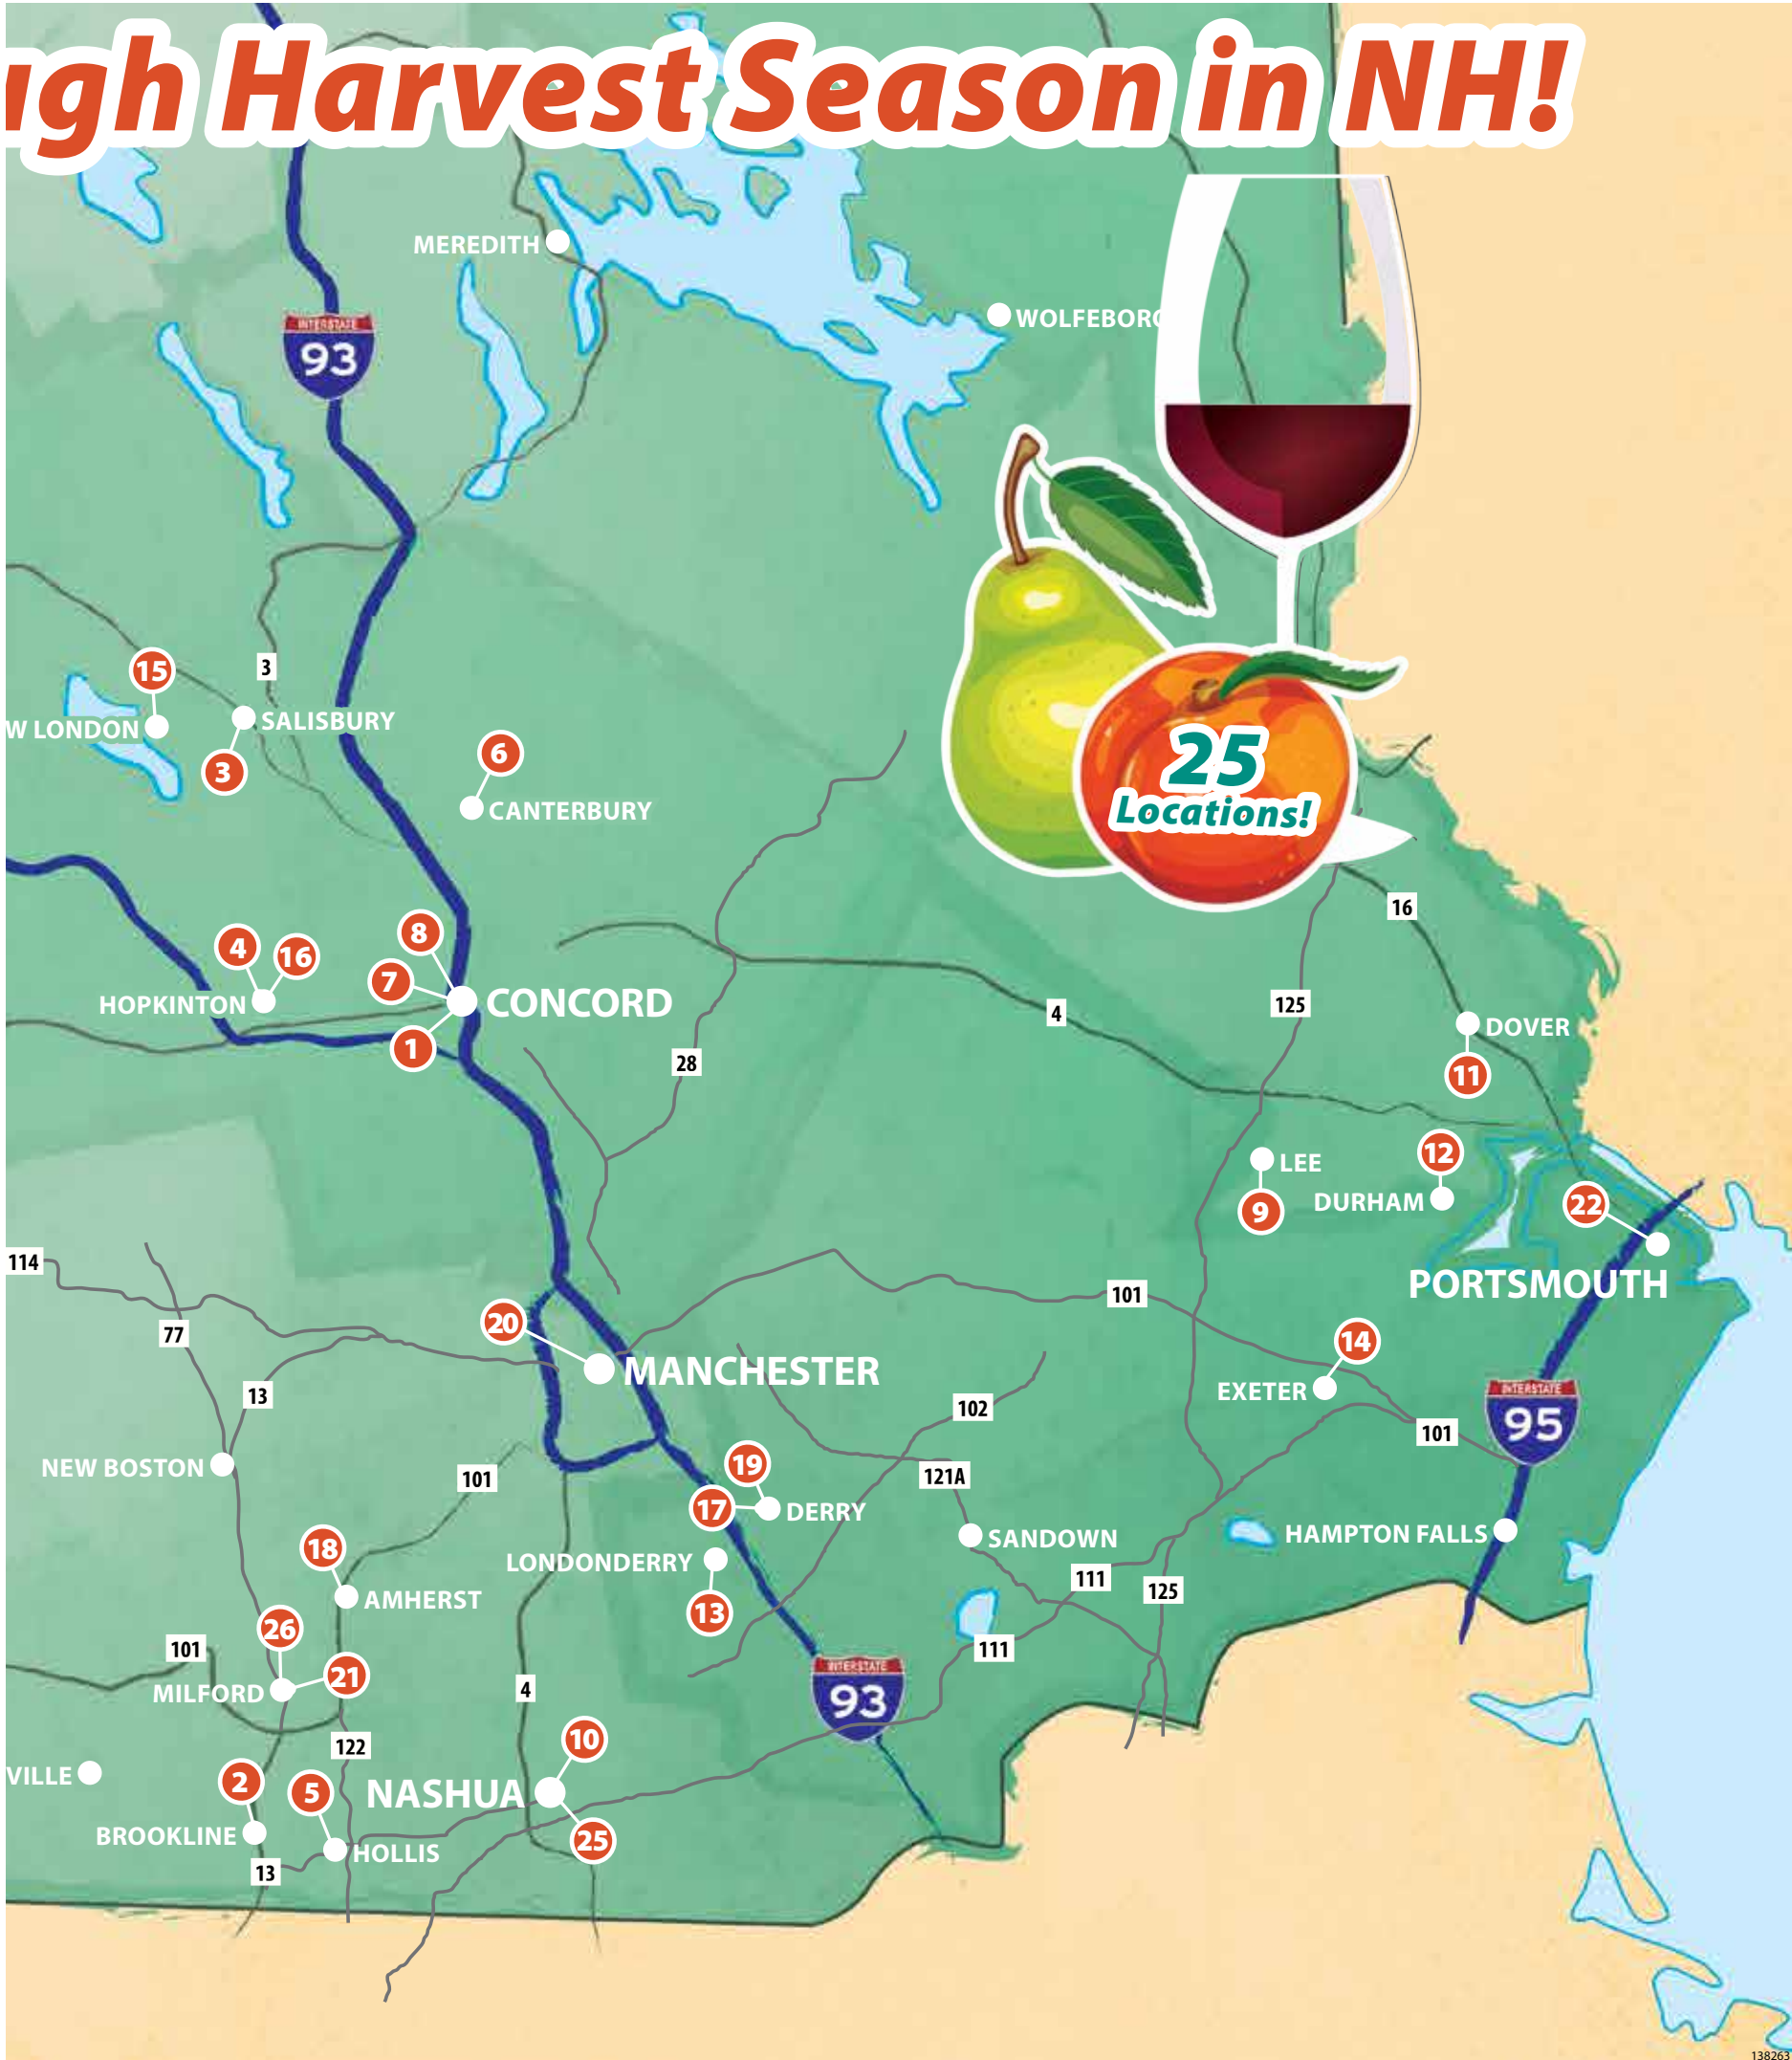 ugh Harvest Season in NH!
MEREDITH
WOLFEBORO
INTERSTATE
93
15
3
W LONDON
SALISBURY
3
6
CANTERBURY
25
Locations!
16
8
4
16
7
HOPKINTON
CONCORD
1
4
125
DOVER
28
11
12
LEE
DURHAM
22
9
114
PORTSMOUTH
101
20
77
14
MANCHESTER
EXETER
INTERSTATE
95
13
102
101
NEW BOSTON
19
101
121A
17
DERRY
SANDOWN
HAMPTON FALLS
18
LONDONDERRY
111
125
AMHERST
13
26
101
111
21
MILFORD
4
INTERSTATE
93
122
10
VILLE
2
5
NASHUA
BROOKLINE
25
HOLLIS
13
138263